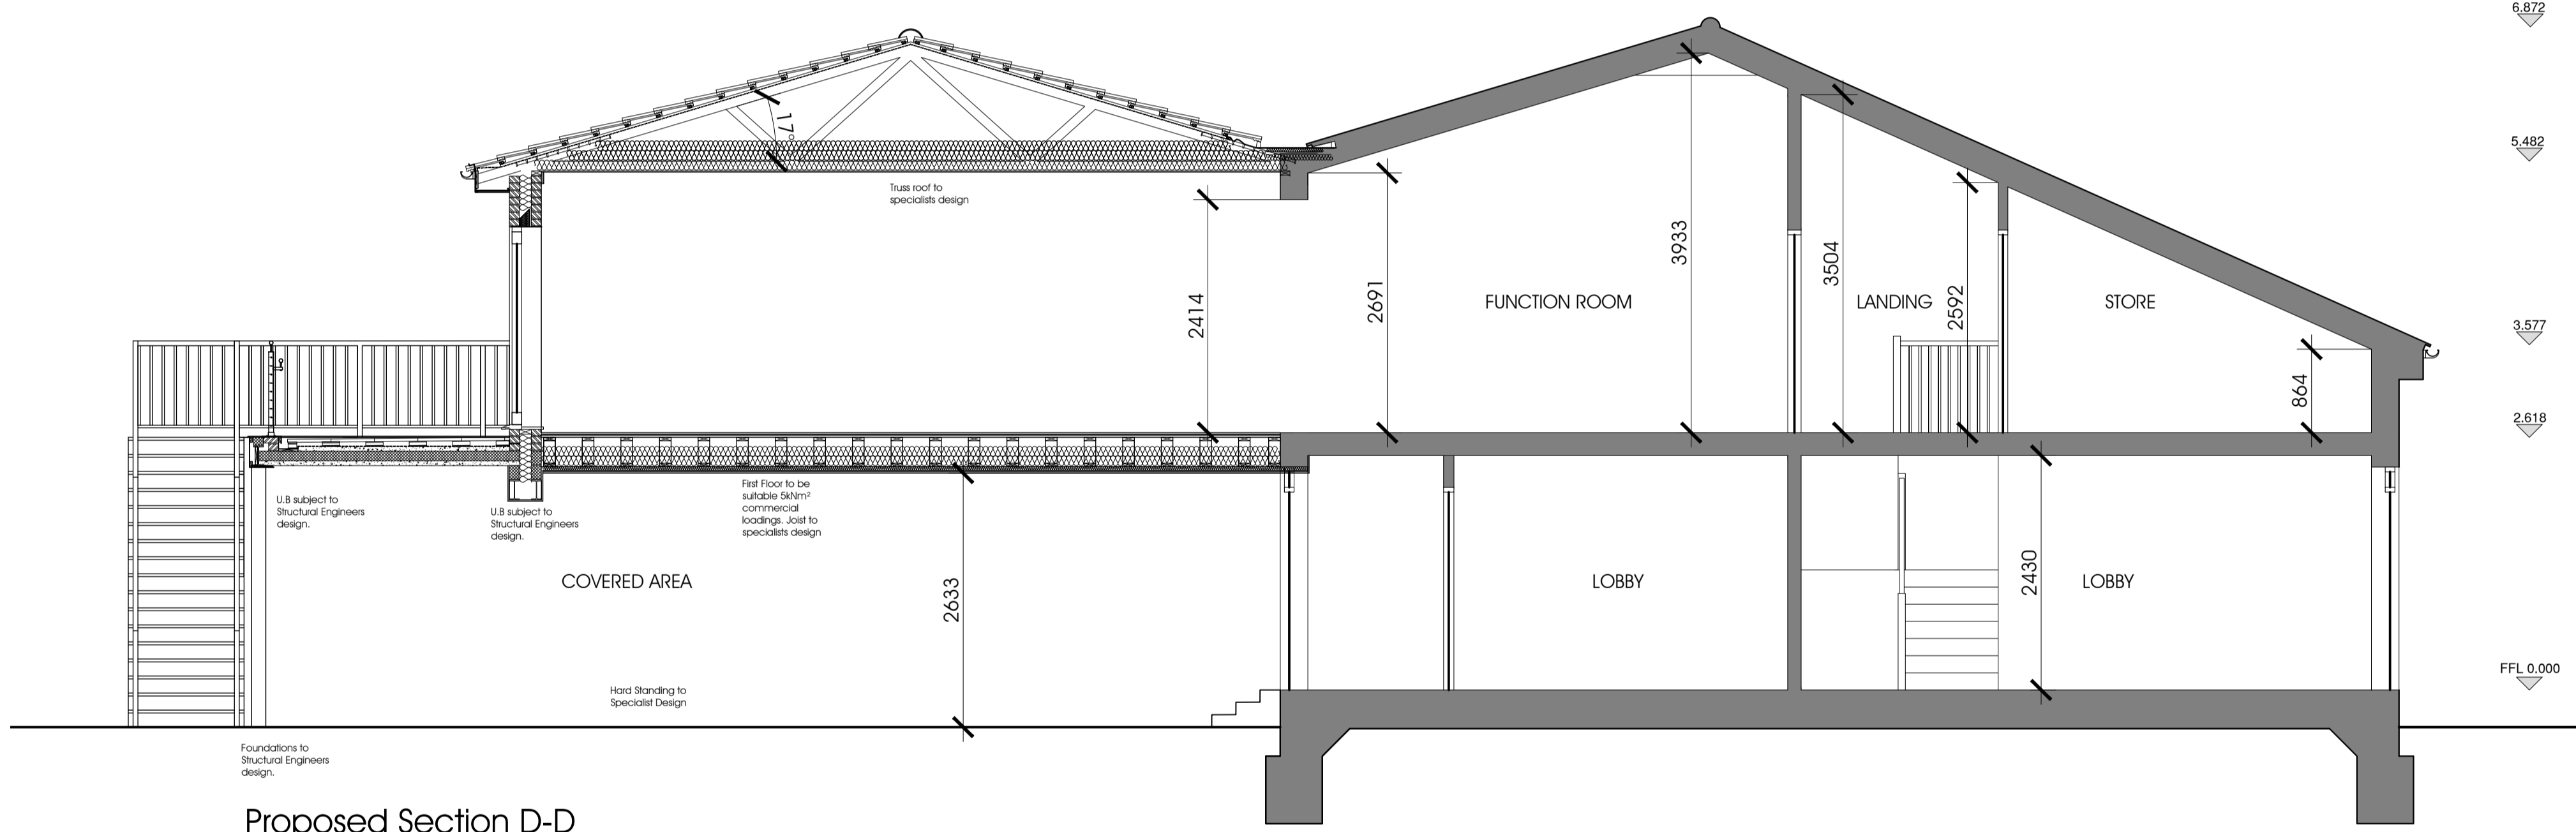 6.872
5.482
17°
Truss roof to
specialists design
3933
3504
2414
2691
FUNCTION ROOM
LANDING
2592
STORE
3.577
864
2.618
U.B subject to
Structural Engineers
design.
U.B subject to
Structural Engineers
design.
First Floor to be
suitable 5kNm²
commercial
loadings. Joist to
specialists design
COVERED AREA
2633
LOBBY
2430
LOBBY
FFL 0.000
Hard Standing to
Specialist Design
Foundations to
Structural Engineers
design.
Proposed Section D-D